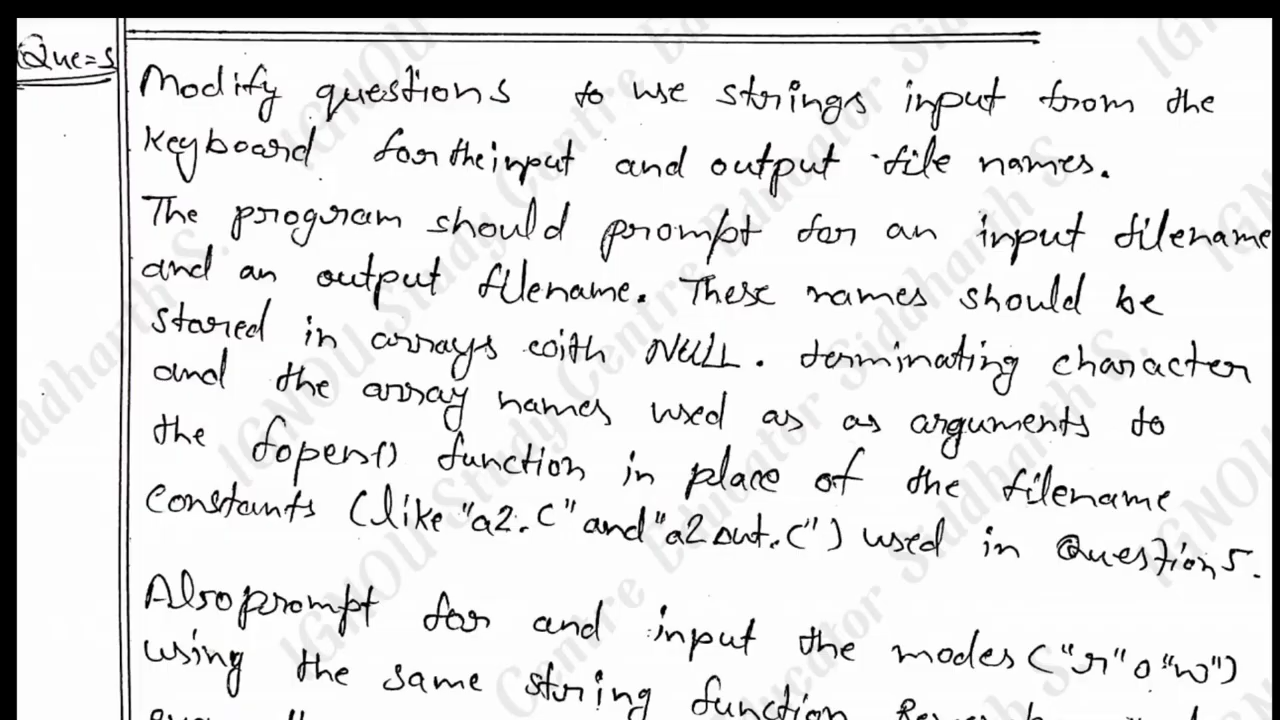 Que=5
Modify questions to use strings input from the
keyboard for the input and output file names.
The program should prompt for an input filename
and an output filename. These names should be
stored in arrays with NULL. terminating character
and the array names used as as arguments to
the fopen() function in place of the filename
constants (like "a2.c" and "a2out.c") used in Question 5.
Also prompt for and input the modes ("r" o "w")
using the same string function